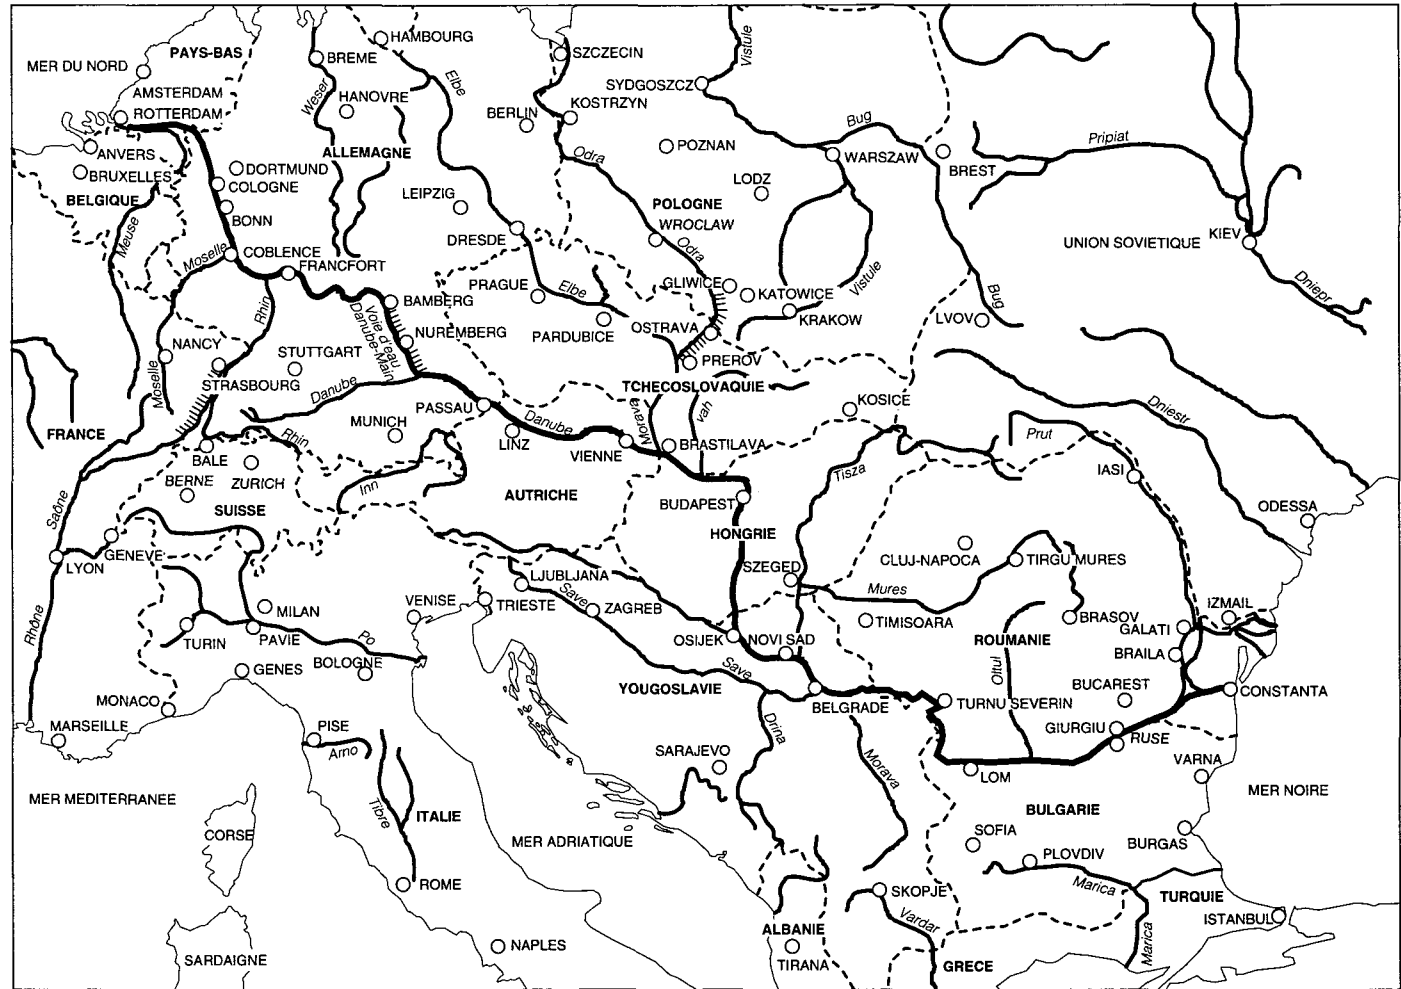 HAMBOURG
PAYS-BAS
BREME
SZCZECIN
Vistule
MER DU NORD
Elbe
SYDGOSZCZ
AMSTERDAM
Weser
HANOVRE
KOSTRZYN
ROTTERDAM
BERLIN
Bug
Pripiat
ANVERS
ALLEMAGNE
Odra
POZNAN
WARSZAW
BREST
BRUXELLES
DORTMUND
COLOGNE
LODZ
BELGIQUE
LEIPZIG
POLOGNE
BONN
WROCLAW
Meuse
DRESDE
Odra
UNION SOVIETIQUE
KIEV
Moselle
COBLENCE
FRANCFORT
GLIWICE
Vistule
Dniepr
PRAGUE
Elbe
KATOWICE
Bug
Rhin
BAMBERG
Voie d'eau
Danube-Main
KRAKOW
LVOV
NUREMBERG
PARDUBICE
OSTRAVA
NANCY
STUTTGART
PREROV
STRASBOURG
TCHECOSLOVAQUIE
Moselle
Danube
PASSAU
KOSICE
Dniestr
vah
MUNICH
Danube
Morava
FRANCE
Rhin
LINZ
VIENNE
BRASTILAVA
Prut
BALE
Tisza
IASI
BERNE
ZURICH
Inn
AUTRICHE
BUDAPEST
Saône
SUISSE
HONGRIE
ODESSA
GENEVE
CLUJ-NAPOCA
TIRGU MURES
LYON
SZEGED
LJUBLJANA
Mures
Save
MILAN
VENISE
TRIESTE
ZAGREB
IZMAIL
Rhône
TIMISOARA
BRASOV
TURIN
PAVIE
Po
OSIJEK
NOVI SAD
ROUMANIE
GALATI
BRAILA
GENES
BOLOGNE
Save
Oltul
YOUGOSLAVIE
BUCAREST
CONSTANTA
MONACO
BELGRADE
TURNU SEVERIN
MARSEILLE
PISE
Drina
GIURGIU
RUSE
Arno
SARAJEVO
Morava
LOM
VARNA
MER MEDITERRANEE
MER NOIRE
Tibre
ITALIE
BULGARIE
CORSE
MER ADRIATIQUE
SOFIA
BURGAS
PLOVDIV
ROME
SKOPJE
Marica
TURQUIE
Vardar
ISTANBUL
ALBANIE
NAPLES
Marica
SARDAIGNE
TIRANA
GRECE